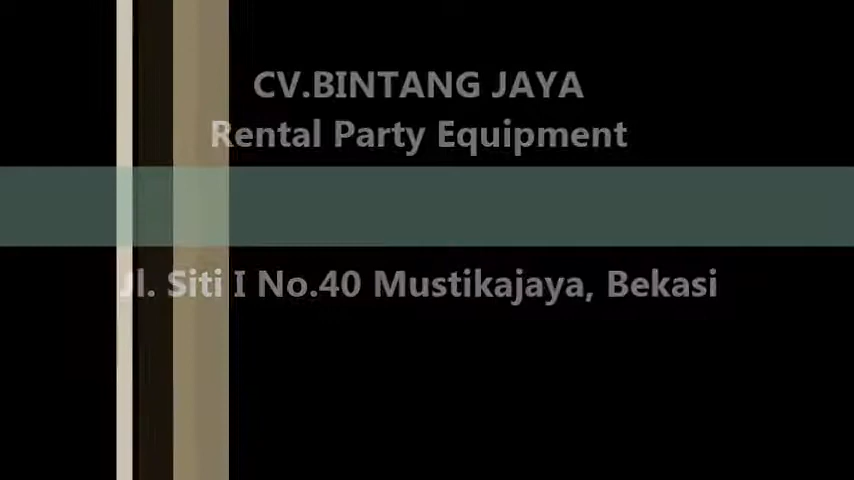 CV.BINTANG JAYA
Rental Party Equipment
Jl. Siti I No.40 Mustikajaya, Bekasi